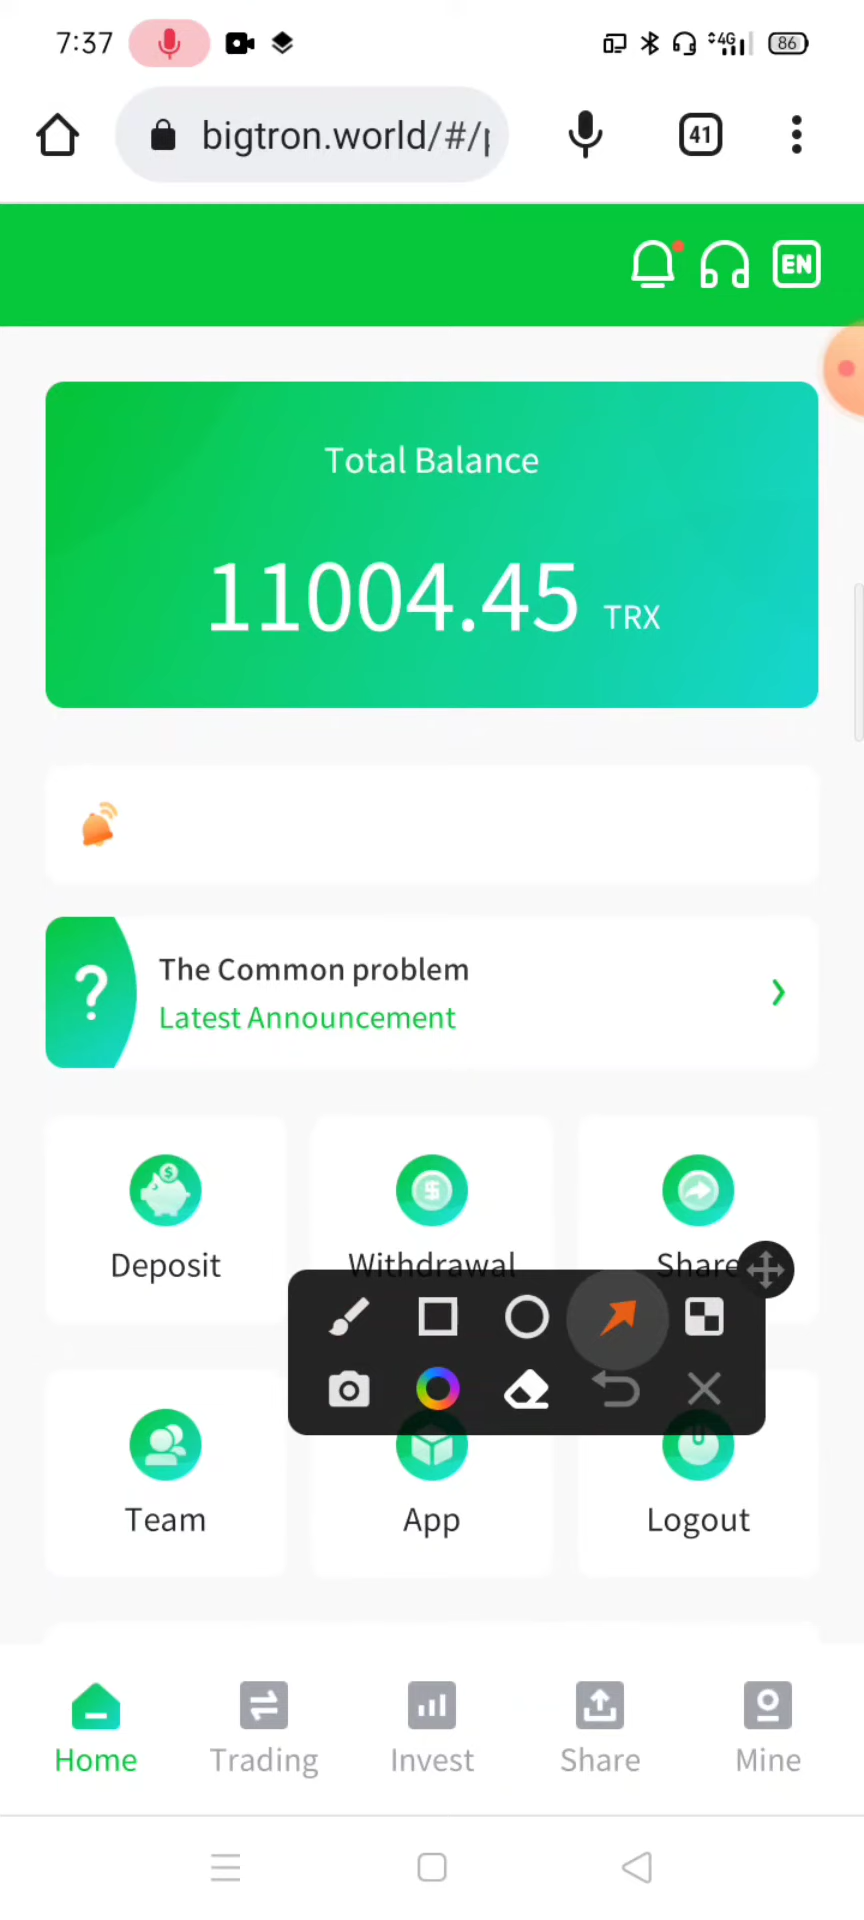 7:37
4G
86
bigtron.world/#/
41
EN
Total Balance
11004.45 TRX
?
The Common problem
Latest Announcement
Deposit
Withdrawal
Share
Team
App
Logout
Home
Trading
Invest
Share
Mine